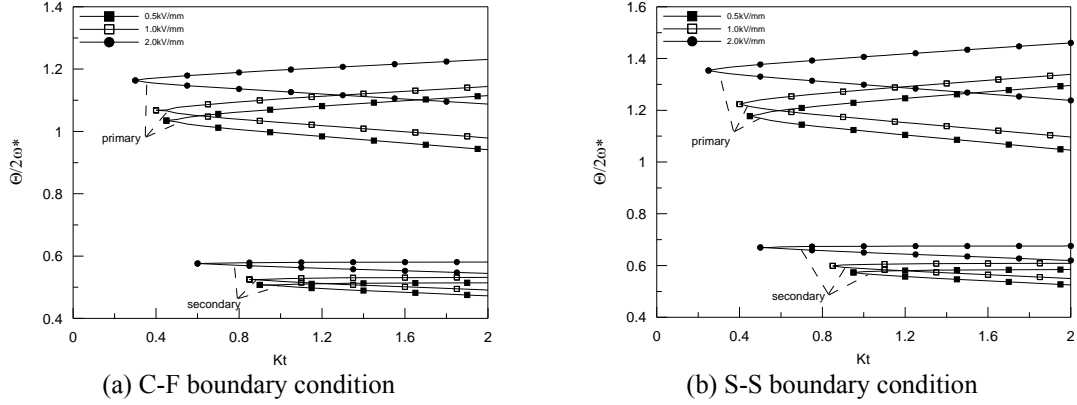 0.5kV/mm
1.0kV/mm
2.0kV/mm
1.4
1.2
1
0.8
0.6
0.4
Θ/2ω*
primary
secondary
0 0.4 0.8 1.2 1.6 2
Kt
(a) C-F boundary condition
0.5kV/mm
1.0kV/mm
2.0kV/mm
1.6
1.4
1.2
1
0.8
0.6
0.4
Θ/2ω*
primary
secondary
0 0.4 0.8 1.2 1.6 2
Kt
(b) S-S boundary condition